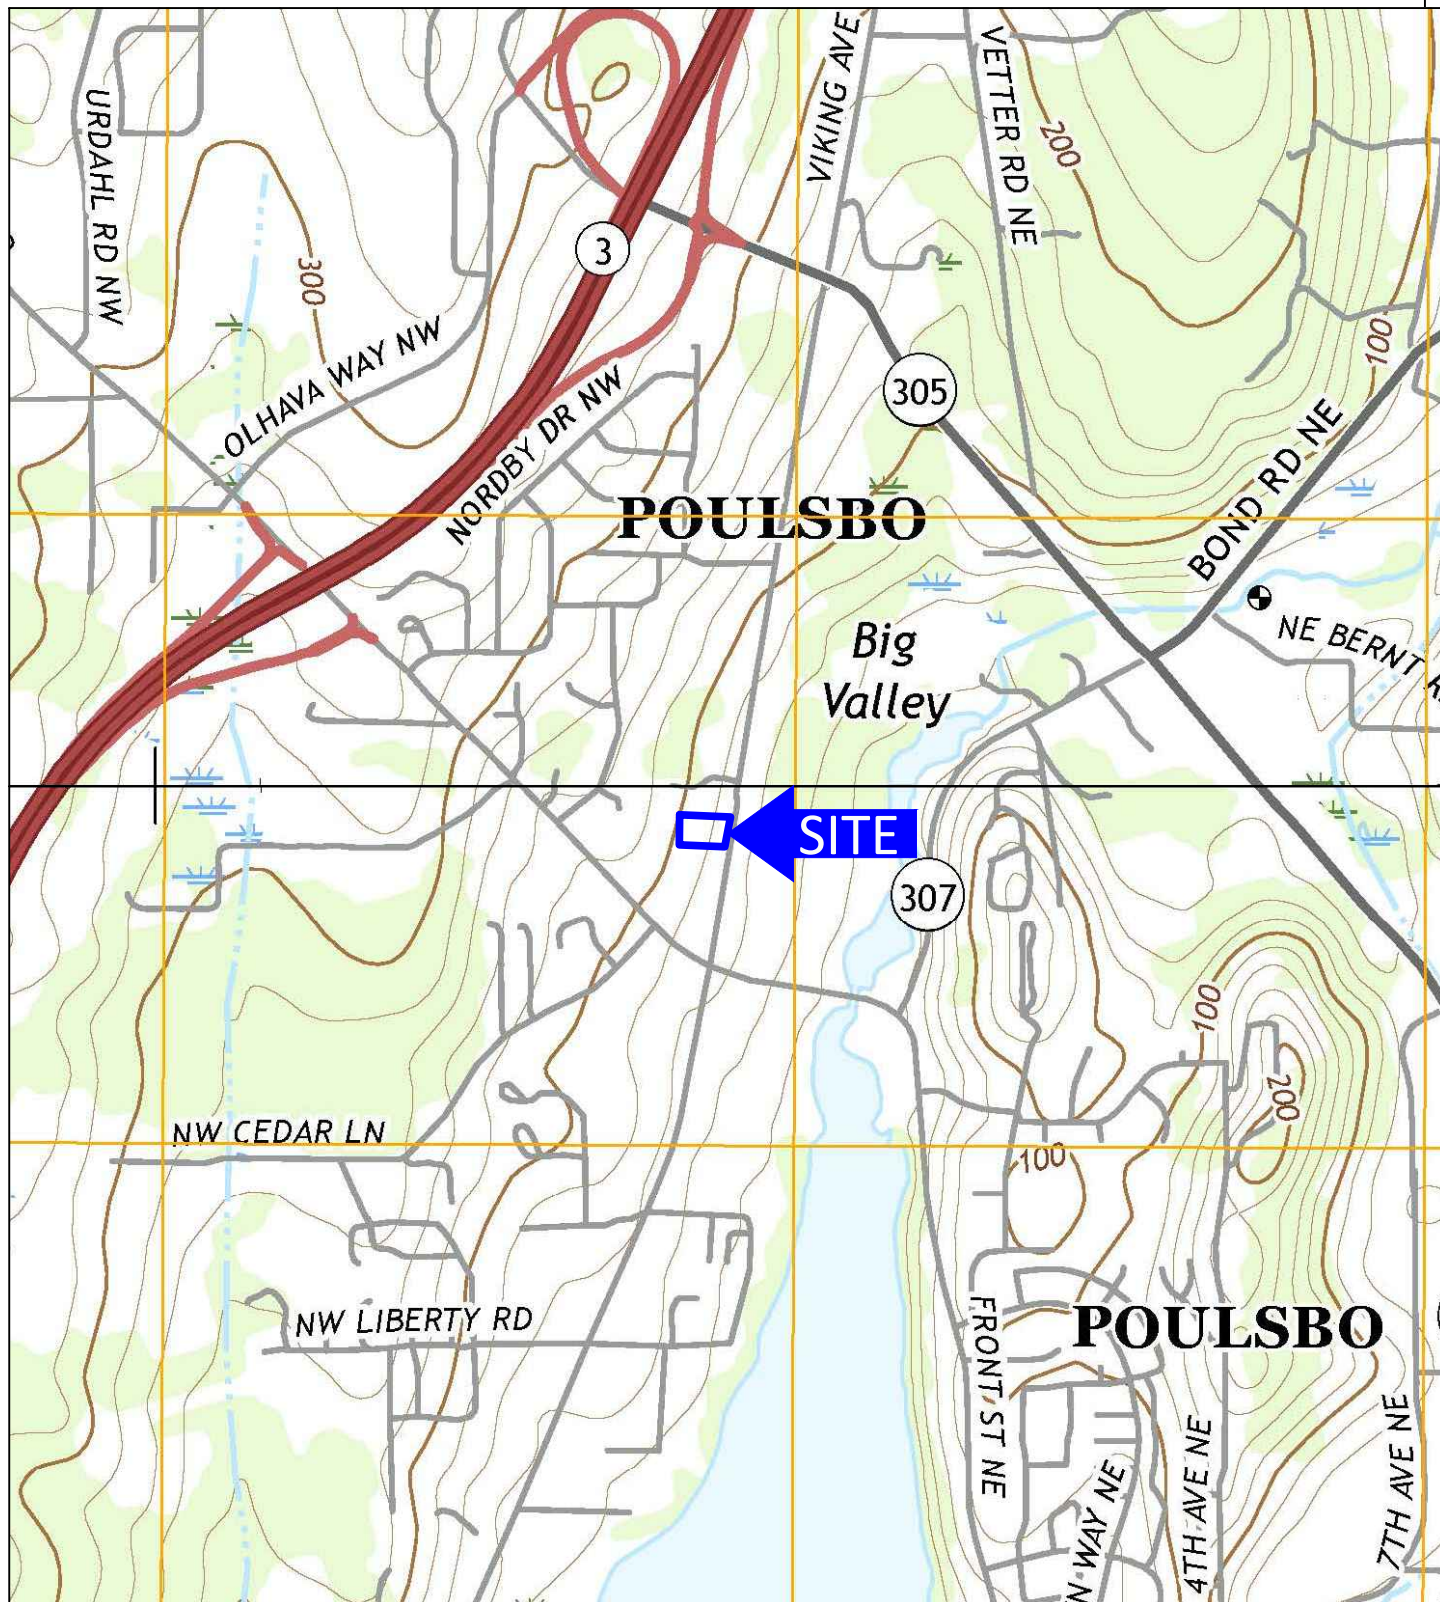 VIKING AVE
VETTER RD NE
URDAHL RD NW
200
3
300
OLHAVA WAY NW
100
NORDBY DR NW
305
BOND RD NE
POULSBO
Big
Valley
NE BERNT
SITE
307
100
200
NW CEDAR LN
100
NW LIBERTY RD
FRONT ST NE
POULSBO
7TH AVE NE
4TH AVE NE
N WAY NE